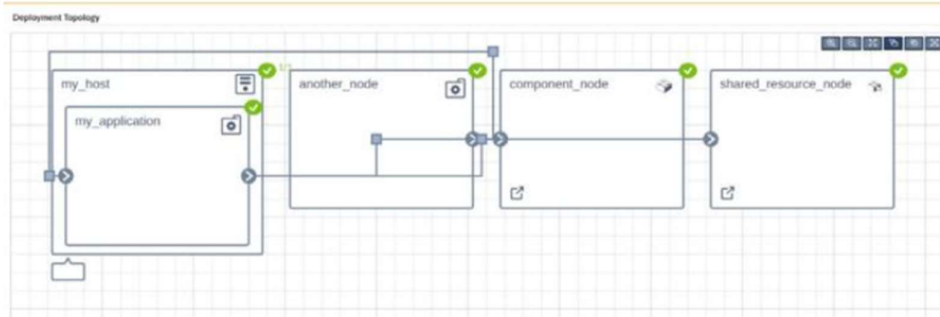 Deployment Topology
my_host
another_node
component_node
shared_resource_node
my_application